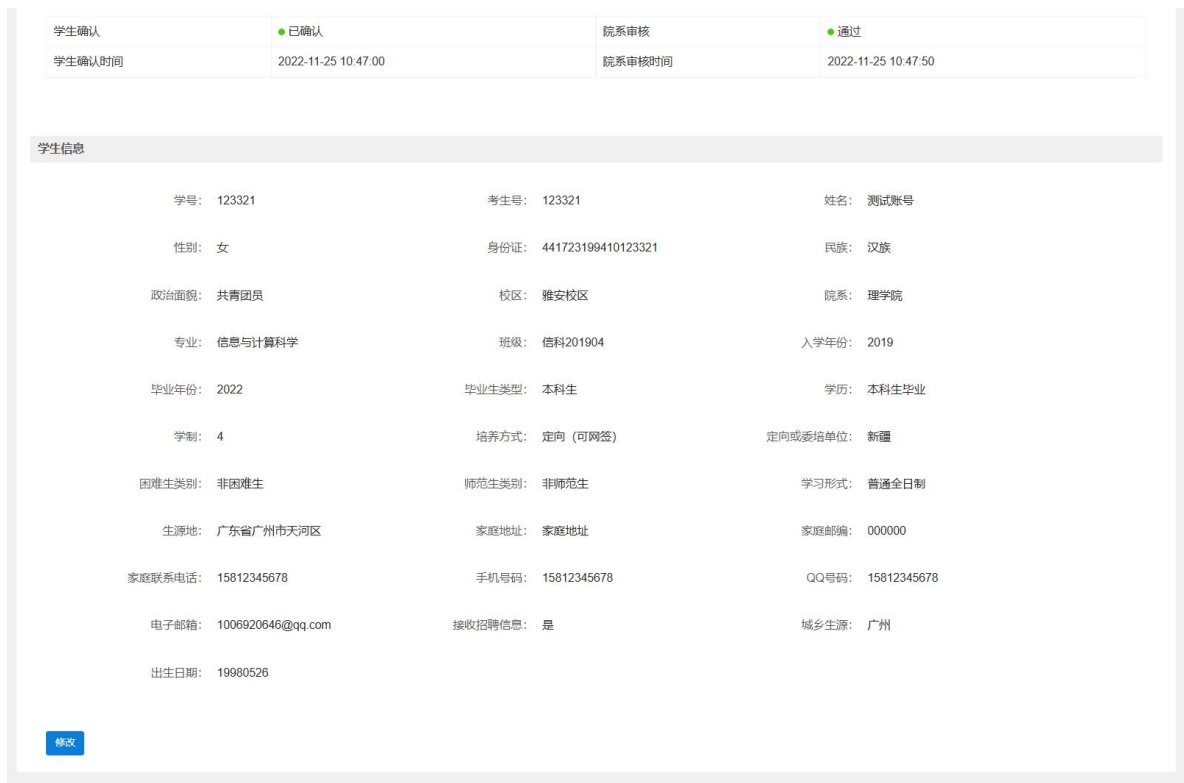 学生确认 ●已确认 院系审核 ●通过
学生确认时间 2022-11-25 10:47:00 院系审核时间 2022-11-25 10:47:50
学生信息
学号: 123321 考生号: 123321 姓名: 测试账号
性别: 女 身份证: 441723199410123321 民族: 汉族
政治面貌: 共青团员 校区: 雅安校区 院系: 理学院
专业: 信息与计算科学 班级: 信科201904 入学年份: 2019
毕业年份: 2022 毕业生类型: 本科生 学历: 本科生毕业
学制: 4 培养方式: 定向（可网签） 定向或委培单位: 新疆
困难生类别: 非困难生 师范生类别: 非师范生 学习形式: 普通全日制
生源地: 广东省广州市天河区 家庭地址: 家庭地址 家庭邮编: 000000
家庭联系电话: 15812345678 手机号码: 15812345678 QQ号码: 15812345678
电子邮箱: 1006920646@qq.com 接收招聘信息: 是 城乡生源: 广州
出生日期: 19980526
修改